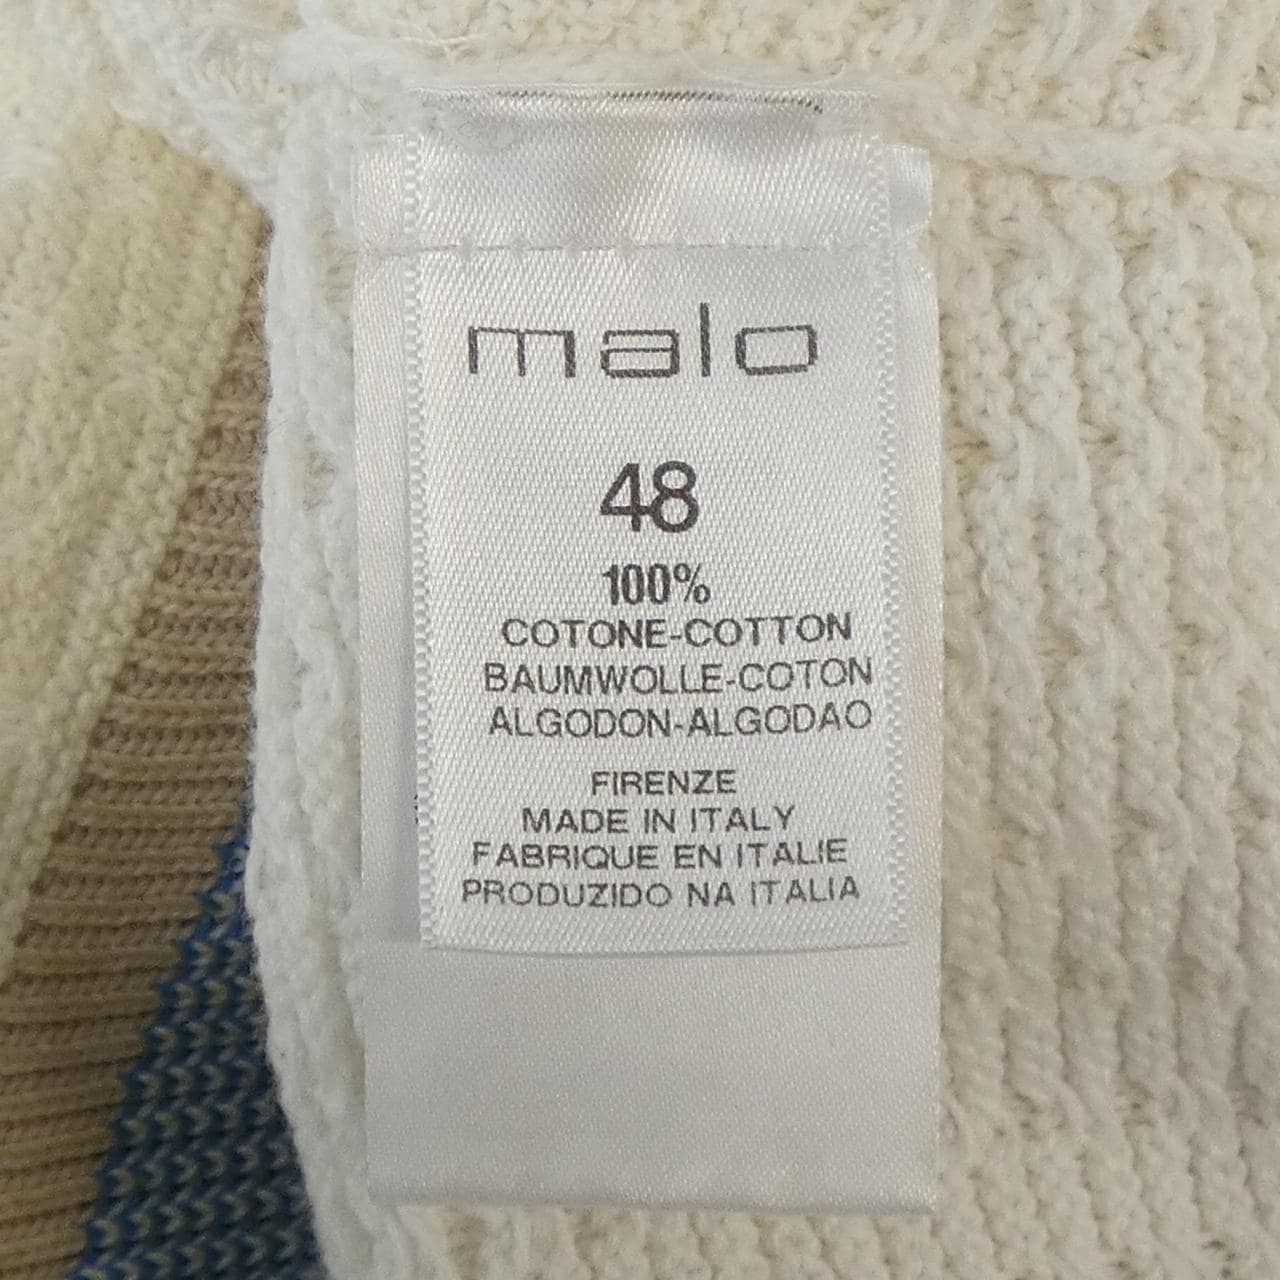 malo
48
100%
COTONE-COTTON
BAUMWOLLE-COTON
ALGODON-ALGODAO
FIRENZE
MADE IN ITALY
FABRIQUE EN ITALIE
PRODUZIDO NA ITALIA